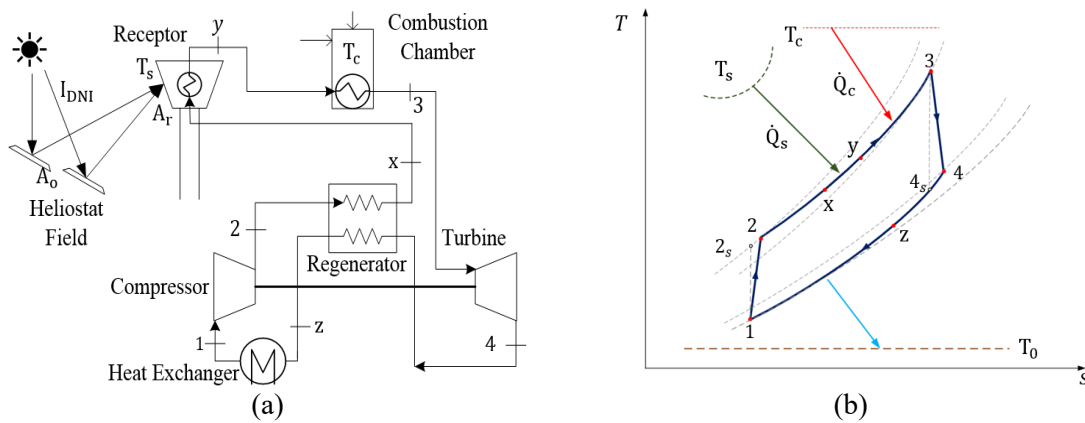 y
Receptor
Combustion
Chamber
T_s
T_c
I_DNI
A_r
3
A_o
Heliostat
Field
x
2
Turbine
Regenerator
Compressor
1
z
4
Heat Exchanger
(a)
T
T_c
T_s
3
Q̇_c
Q̇_s
y
4
4_s
x
2
2_s
z
1
T_0
s
(b)